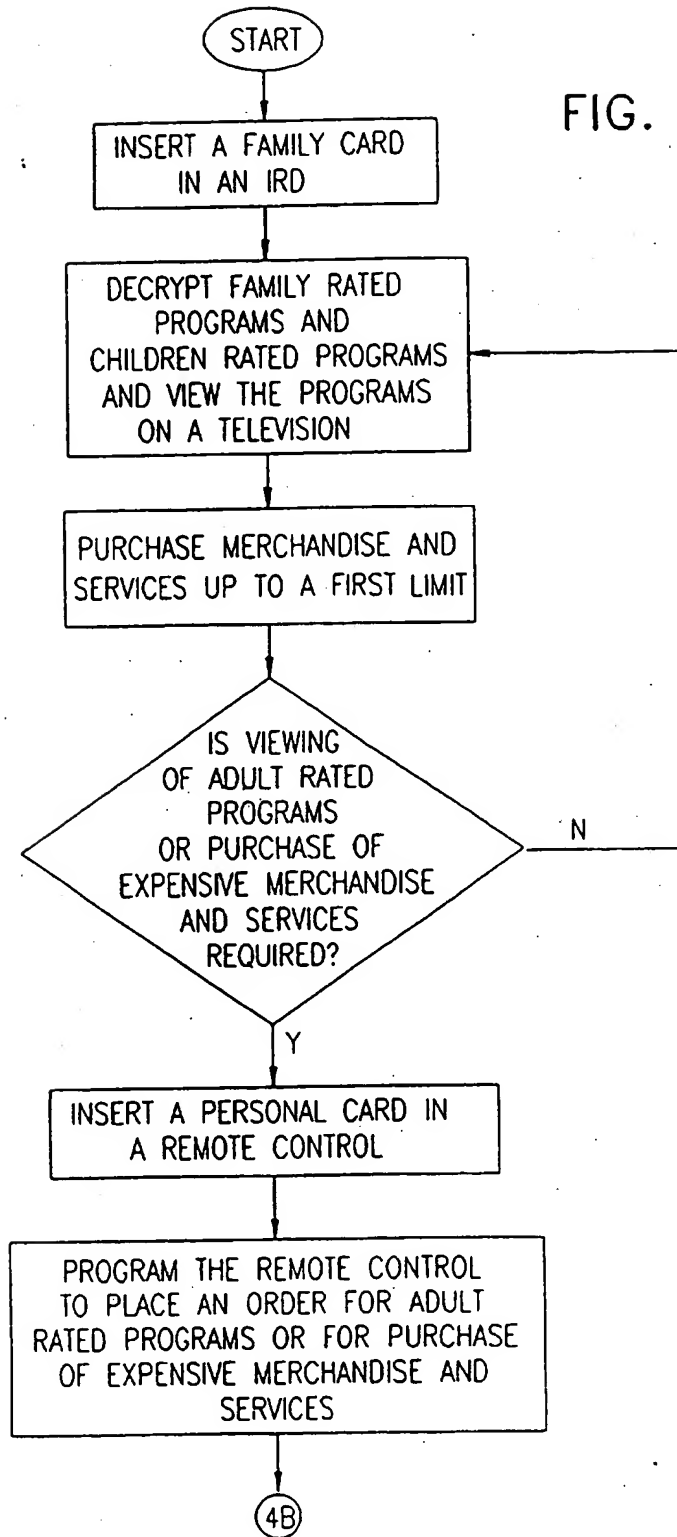 START
FIG.
INSERT A FAMILY CARD
IN AN IRD
DECRYPT FAMILY RATED
PROGRAMS AND
CHILDREN RATED PROGRAMS
AND VIEW THE PROGRAMS
ON A TELEVISION
PURCHASE MERCHANDISE AND
SERVICES UP TO A FIRST LIMIT
IS VIEWING
OF ADULT RATED
PROGRAMS
OR PURCHASE OF
EXPENSIVE MERCHANDISE
AND SERVICES
REQUIRED?
N
Y
INSERT A PERSONAL CARD IN
A REMOTE CONTROL
PROGRAM THE REMOTE CONTROL
TO PLACE AN ORDER FOR ADULT
RATED PROGRAMS OR FOR PURCHASE
OF EXPENSIVE MERCHANDISE AND
SERVICES
4B